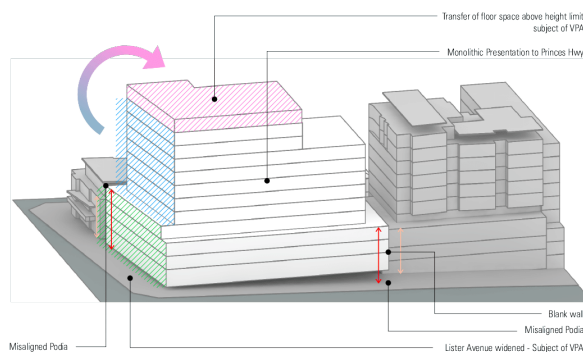 Transfer of floor space above height limit
subject of VPA
Monolithic Presentation to Princes Hwy
Blank wall
Misaligned Podia
Misaligned Podia
Lister Avenue widened - Subject of VPA